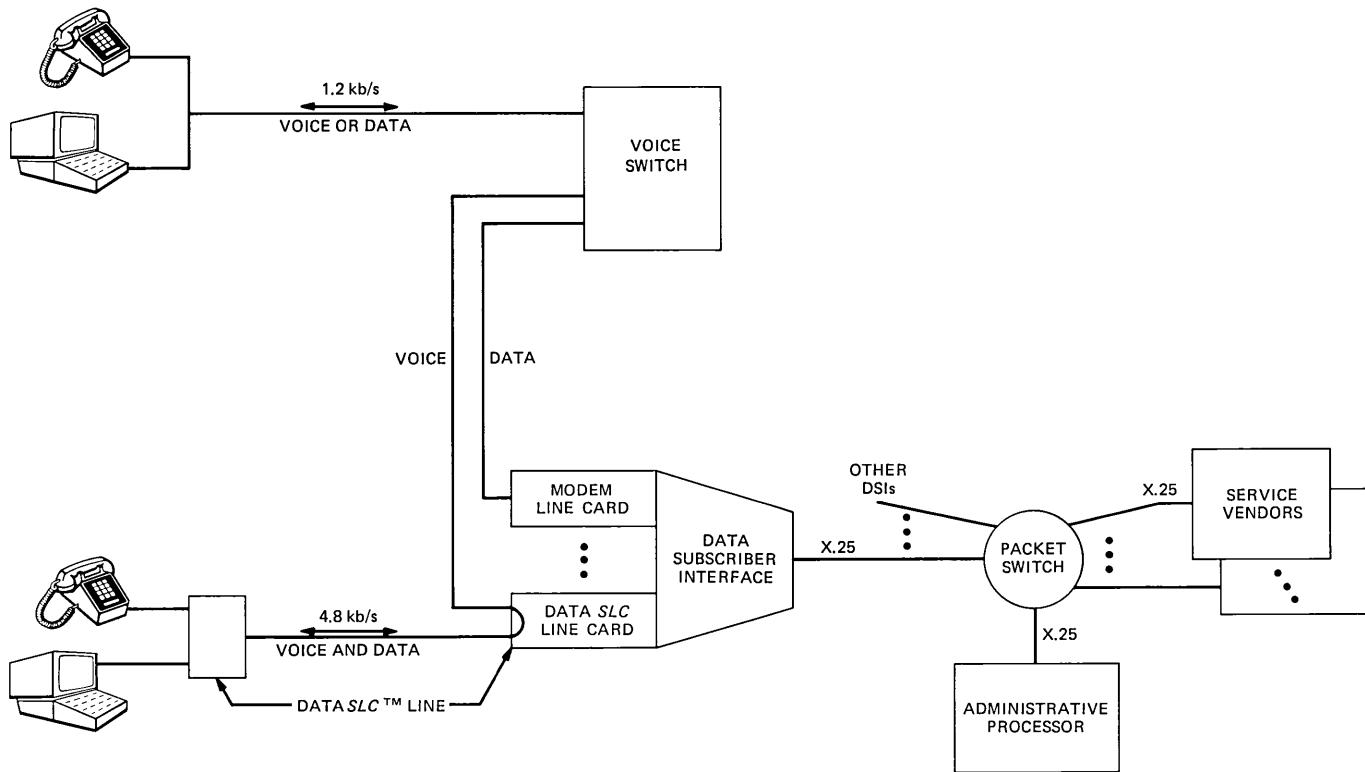 1.2 kb/s
VOICE OR DATA
VOICE
SWITCH
VOICE
DATA
MODEM
LINE CARD
DATA
SUBSCRIBER
INTERFACE
DATA SLC
LINE CARD
X.25
OTHER
DSIs
PACKET
SWITCH
X.25
SERVICE
VENDORS
X.25
ADMINISTRATIVE
PROCESSOR
4.8 kb/s
VOICE AND DATA
DATA SLC™ LINE